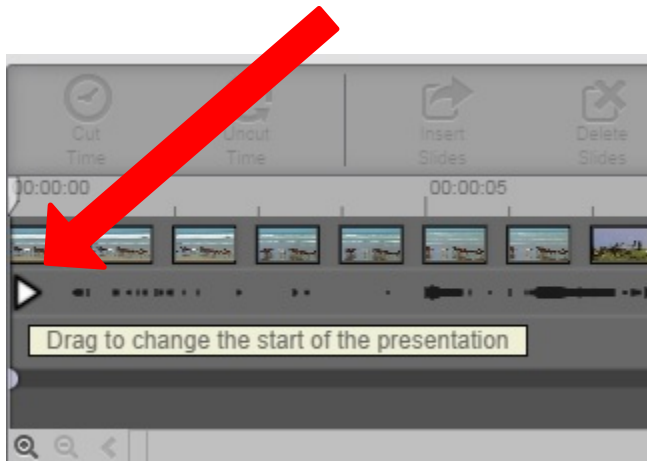 Cut
Time
Uncut
Time
Insert
Slides
Delete
Slides
00:00:00
00:00:05
Drag to change the start of the presentation